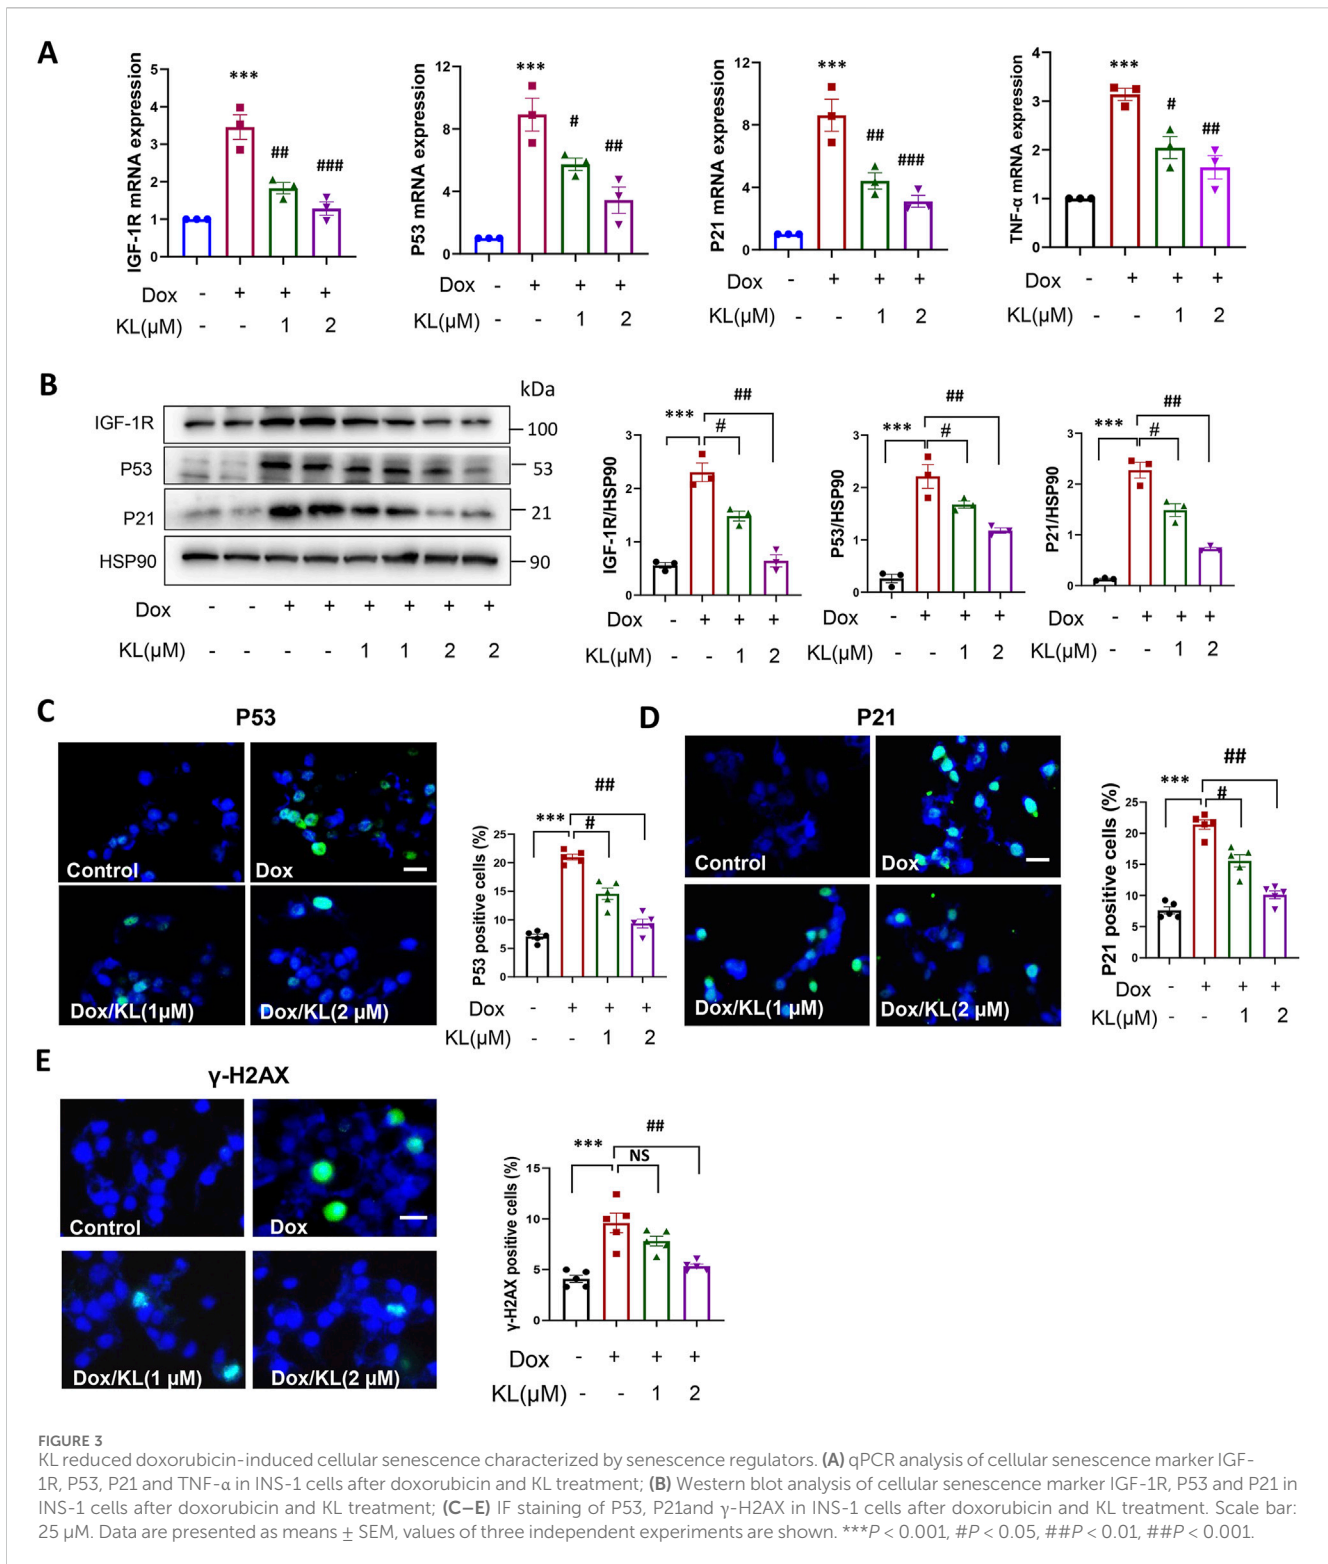 A
IGF-1R mRNA expression
5
4
3
2
1
0
***
##
###
Dox - + + +
KL(μM) - - 1 2
P53 mRNA expression
12
8
4
0
***
#
##
Dox - + + +
KL(μM) - - 1 2
P21 mRNA expression
12
8
4
0
***
##
###
Dox - + + +
KL(μM) - - 1 2
TNF-α mRNA expression
4
3
2
1
0
***
#
##
Dox - + + +
KL(μM) - - 1 2
B
kDa
IGF-1R 100
P53 53
P21 21
HSP90 90
Dox - - + + + + + +
KL(μM) - - - - 1 1 2 2
IGF-1R/HSP90
3
2
1
0
***
#
##
Dox - + + +
KL(μM) - - 1 2
P53/HSP90
3
2
1
0
***
#
##
Dox - + + +
KL(μM) - - 1 2
P21/HSP90
3
2
1
0
***
#
##
Dox - + + +
KL(μM) - - 1 2
C
P53
Control
Dox
Dox/KL(1μM)
Dox/KL(2 μM)
P53 positive cells (%)
25
20
15
10
5
0
***
#
##
Dox - + + +
KL(μM) - - 1 2
D
P21
Control
Dox
Dox/KL(1 μM)
Dox/KL(2 μM)
P21 positive cells (%)
25
20
15
10
5
0
***
#
##
Dox - + + +
KL(μM) - - 1 2
E
γ-H2AX
Control
Dox
Dox/KL(1 μM)
Dox/KL(2 μM)
γ-H2AX positive cells (%)
15
10
5
0
***
NS
##
Dox - + + +
KL(μM) - - 1 2
FIGURE 3
KL reduced doxorubicin-induced cellular senescence characterized by senescence regulators. (A) qPCR analysis of cellular senescence marker IGF-
1R, P53, P21 and TNF-α in INS-1 cells after doxorubicin and KL treatment; (B) Western blot analysis of cellular senescence marker IGF-1R, P53 and P21 in
INS-1 cells after doxorubicin and KL treatment; (C–E) IF staining of P53, P21and γ-H2AX in INS-1 cells after doxorubicin and KL treatment. Scale bar:
25 μM. Data are presented as means ± SEM, values of three independent experiments are shown. ***P < 0.001, #P < 0.05, ##P < 0.01, ##P < 0.001.